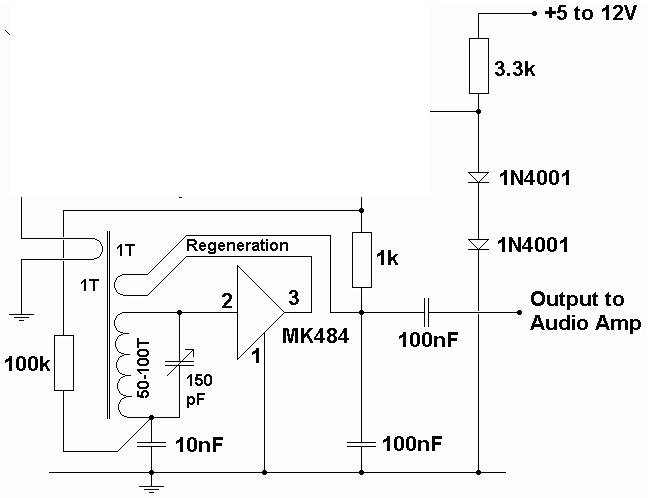 +5 to 12V
3.3k
1N4001
1N4001
1T
1T
Regeneration
1k
2
3
1
MK484
Output to
Audio Amp
100nF
100k
50-100T
150
pF
10nF
100nF